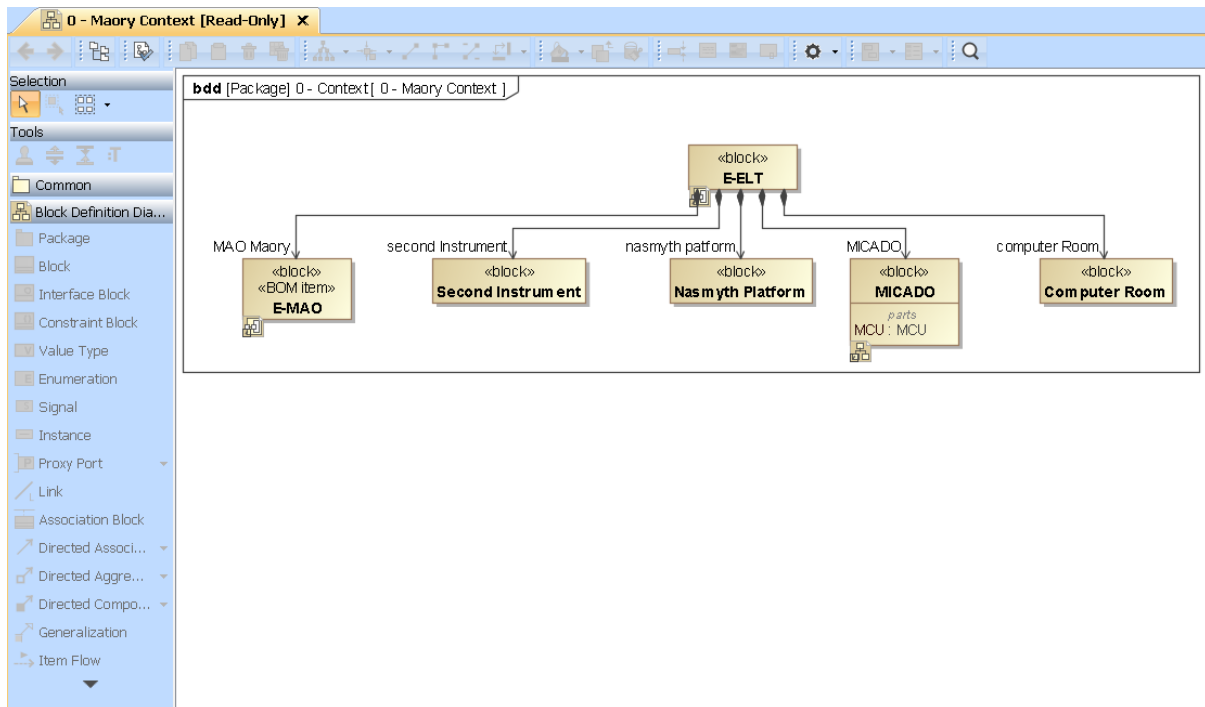 0 - Maory Context [Read-Only]
Selection
Tools
Common
Block Definition Dia...
Package
Block
Interface Block
Constraint Block
Value Type
Enumeration
Signal
Instance
Proxy Port
Link
Association Block
Directed Associ...
Directed Aggre...
Directed Compo...
Generalization
Item Flow
bdd [Package] 0 - Context[ 0 - Maory Context ]
«block»
E-ELT
MAO Maory
«block»
«BOM item»
E-MAO
second Instrument
«block»
Second Instrument
nasmyth patform
«block»
Nasmyth Platform
MICADO
«block»
MICADO
parts
MCU : MCU
computer Room
«block»
Computer Room